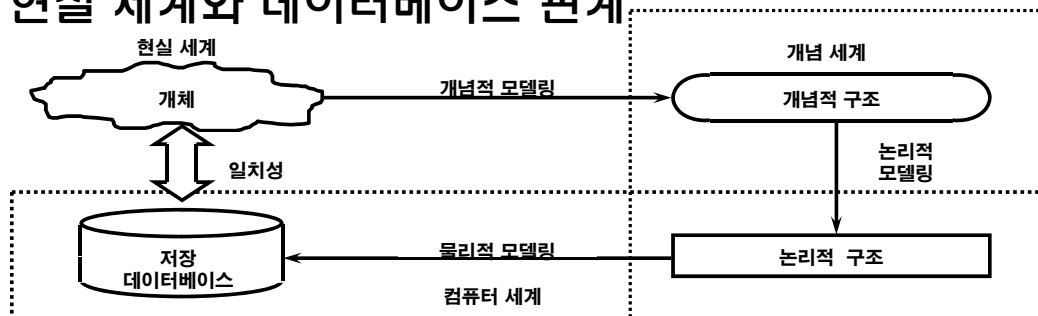 현실 세계와 데이터베이스 관계
현실 세계
개념 세계
개체
개념적 모델링
개념적 구조
일치성
논리적
모델링
저장
데이터베이스
물리적 모델링
논리적 구조
컴퓨터 세계